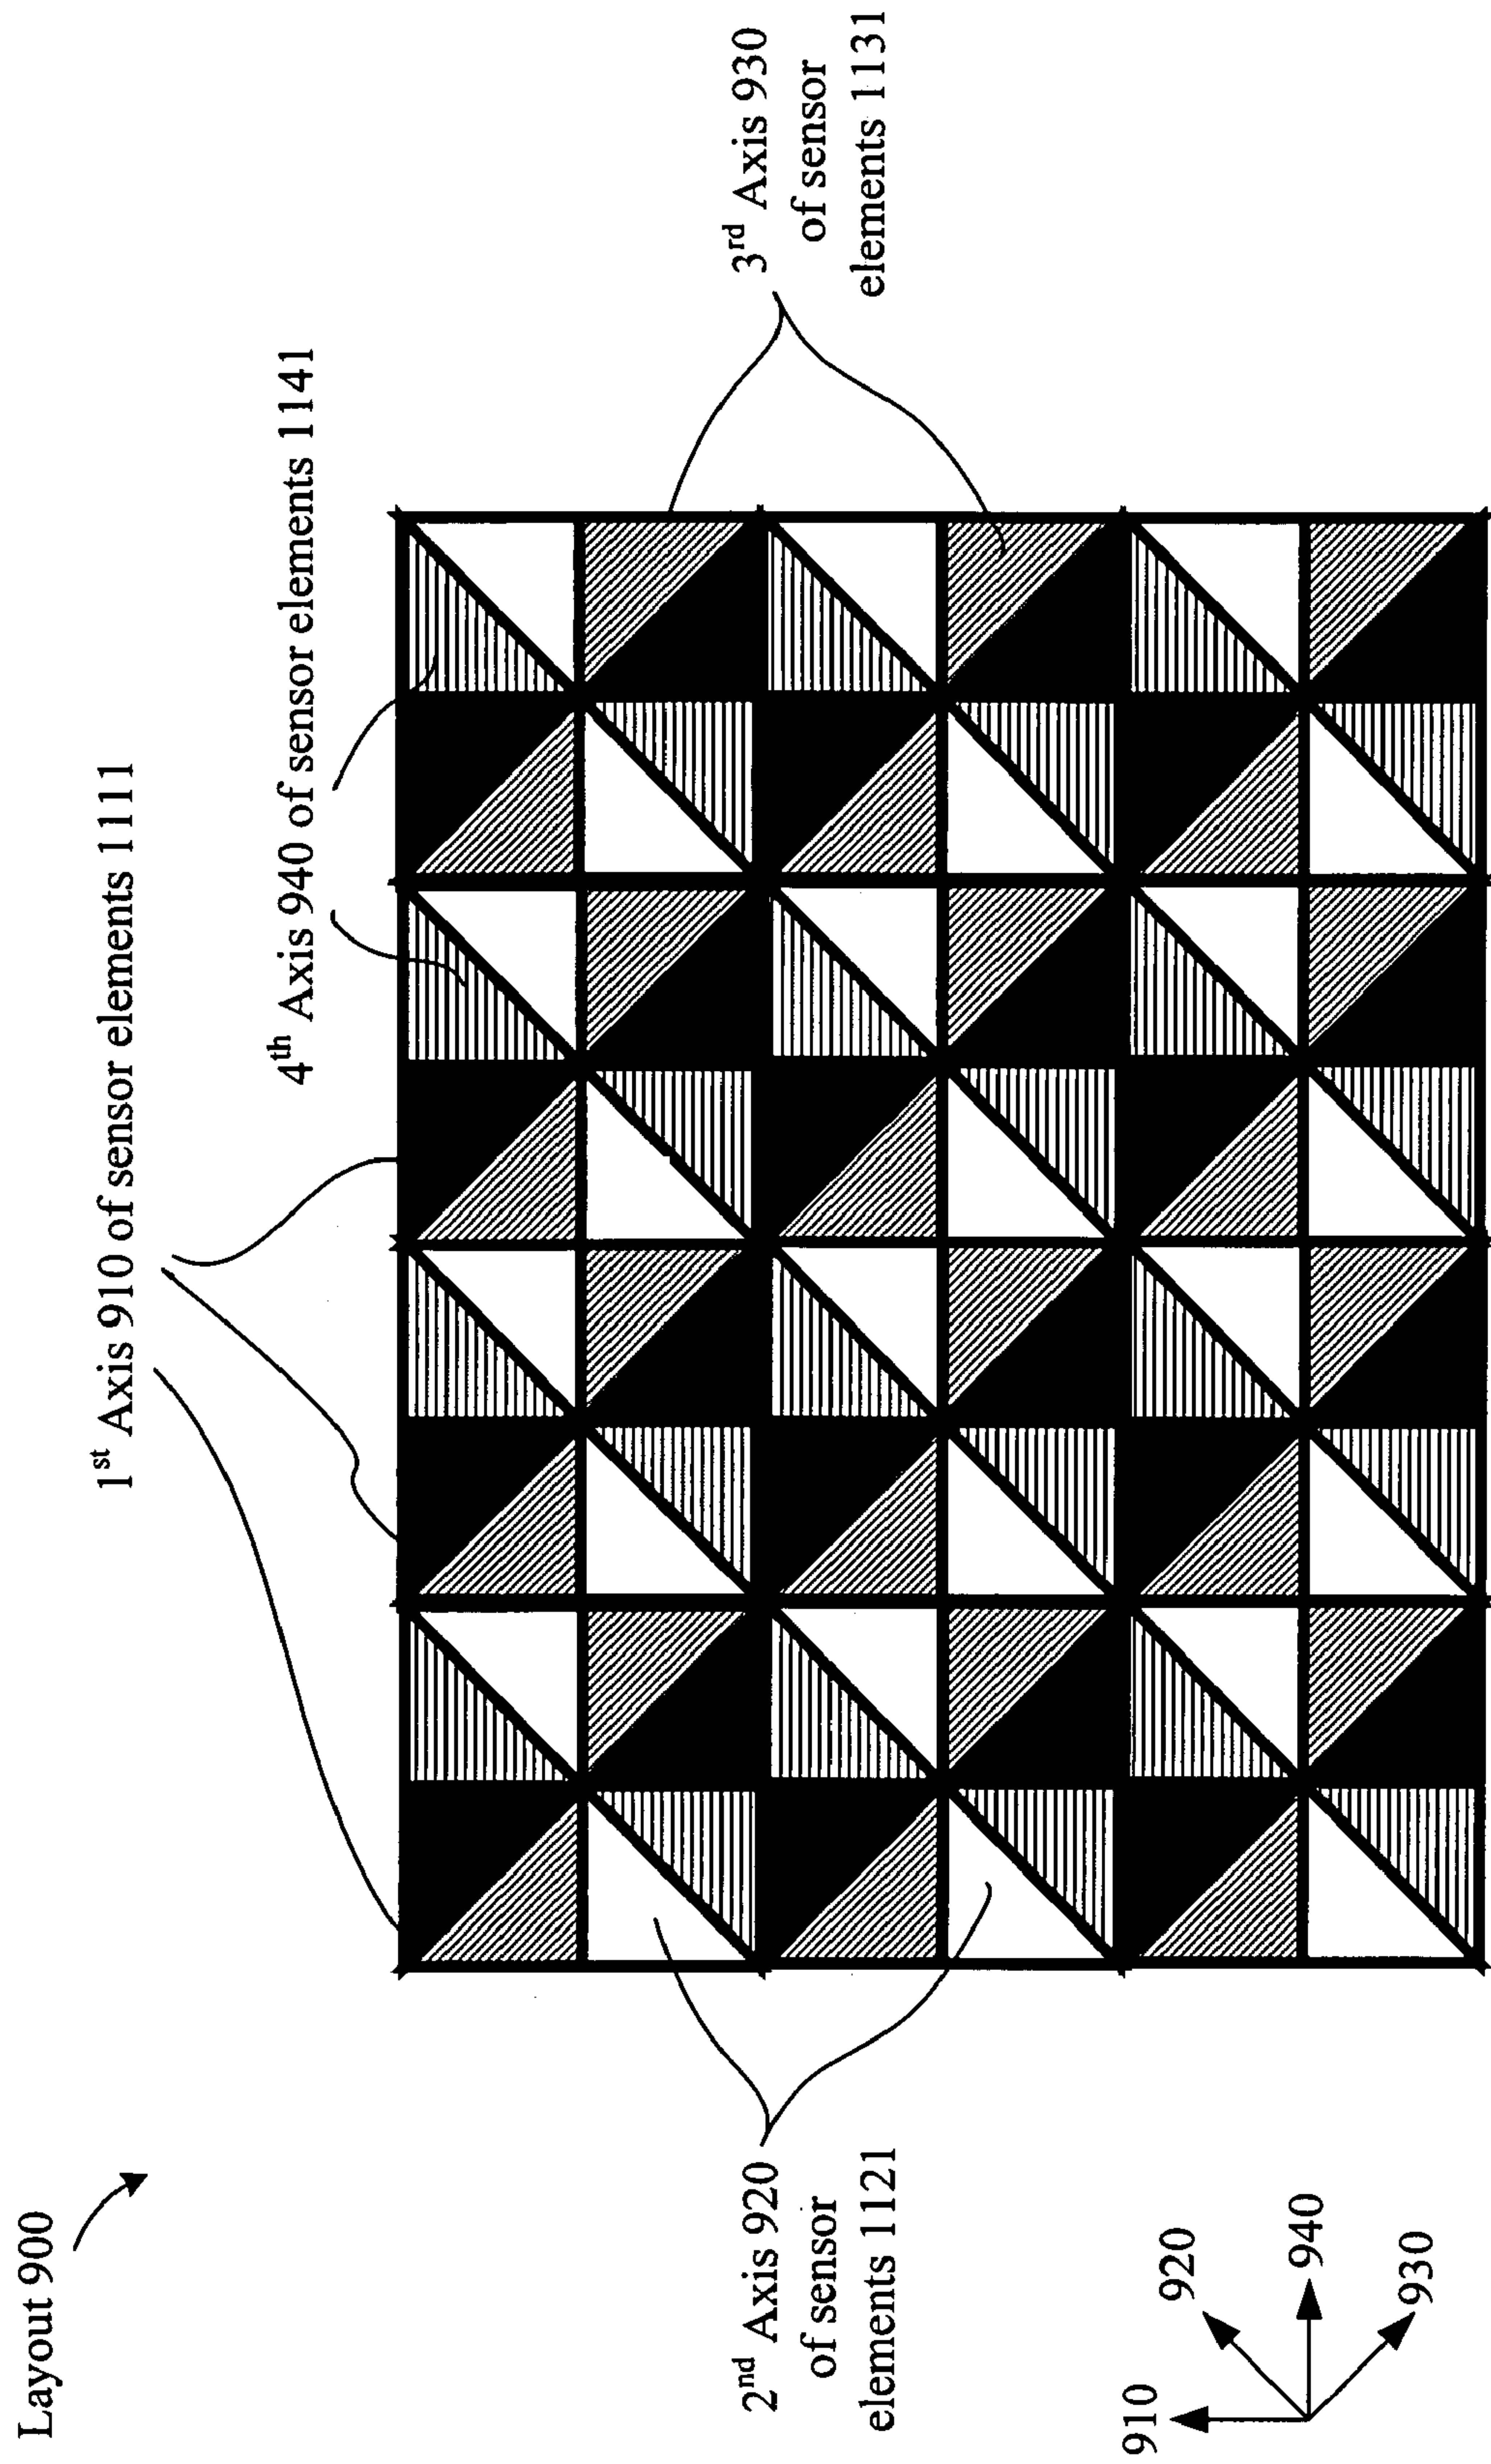 Layout 900
1st Axis 910 of sensor elements 1111
4th Axis 940 of sensor elements 1141
2nd Axis 920
of sensor
elements 1121
3rd Axis 930
of sensor
elements 1131
910
920
940
930